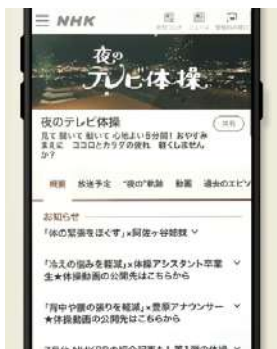 NHK
夜の
テレビ体操
夜のテレビ体操
共有
見て 聞いて 動いて 心地よい5分間！ おやすみ
まえに ココロとカラダの疲れ 軽くしません
か？
概要 放送予定 "夜の"軌跡 動画 過去のエピソ
お知らせ
「体の緊張をほぐす」×阿佐ヶ谷姉妹
「冷えの悩みを軽減」×体操アシスタント卒業
生★体操動画の公開先はこちらから
「背中や腰の張りを軽減」×豊原アナウンサー
★体操動画の公開先はこちらから